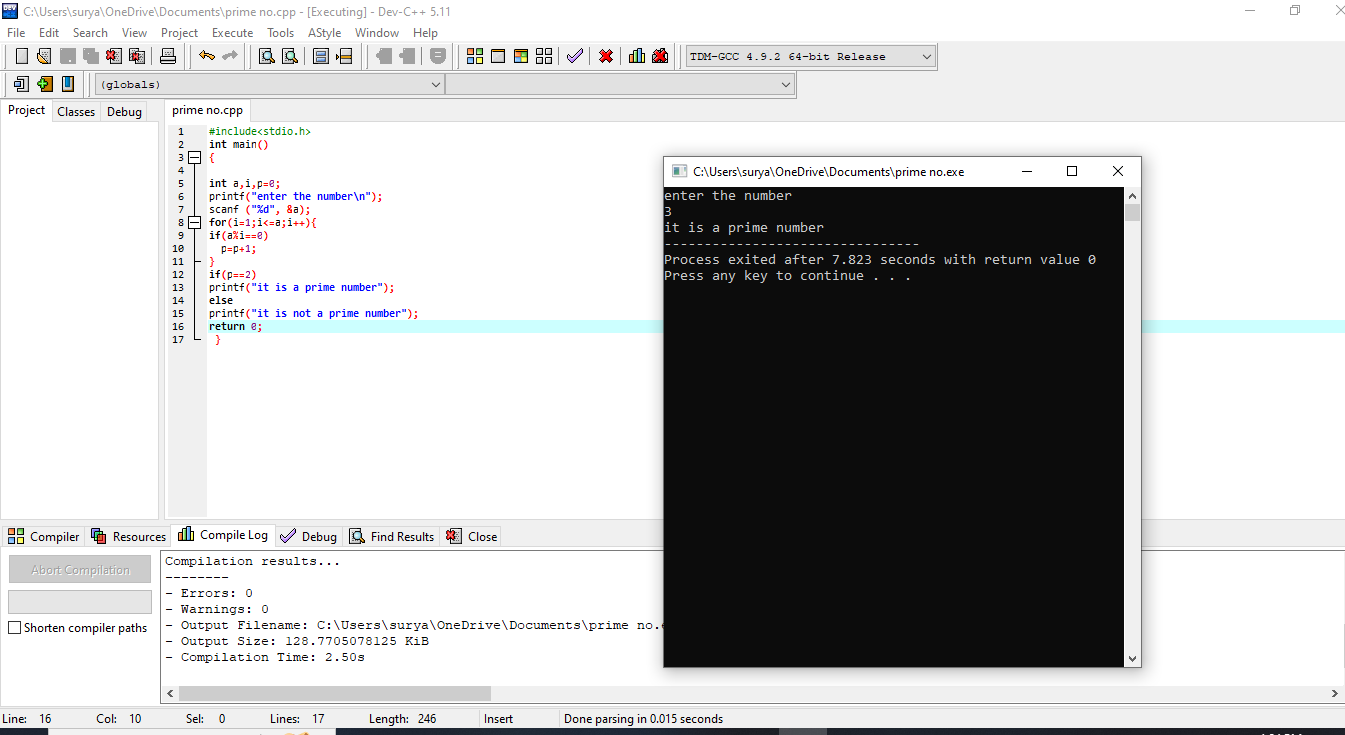 C:\Users\surya\OneDrive\Documents\prime no.cpp - [Executing] - Dev-C++ 5.11
File Edit Search View Project Execute Tools AStyle Window Help
TDM-GCC 4.9.2 64-bit Release
(globals)
Project Classes Debug
prime no.cpp
1 #include<stdio.h>
2 int main()
3 {
4
5 int a,i,p=0;
6 printf("enter the number\n");
7 scanf ("%d", &a);
8 for(i=1;i<=a;i++){
9 if(a%i==0)
10 p=p+1;
11 }
12 if(p==2)
13 printf("it is a prime number");
14 else
15 printf("it is not a prime number");
16 return 0;
17 }
C:\Users\surya\OneDrive\Documents\prime no.exe
enter the number
3
it is a prime number
--------------------------------
Process exited after 7.823 seconds with return value 0
Press any key to continue . . .
Compiler Resources Compile Log Debug Find Results Close
Abort Compilation
Shorten compiler paths
Compilation results...
--------
- Errors: 0
- Warnings: 0
- Output Filename: C:\Users\surya\OneDrive\Documents\prime no.
- Output Size: 128.7705078125 KiB
- Compilation Time: 2.50s
Line: 16 Col: 10 Sel: 0 Lines: 17 Length: 246 Insert Done parsing in 0.015 seconds